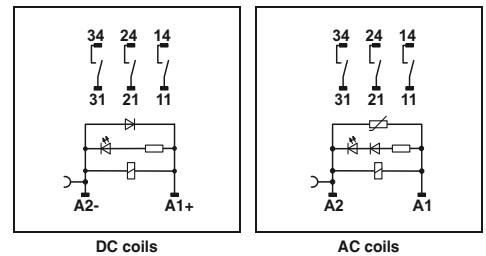 34 24 14
31 21 11
A2- A1+
DC coils
34 24 14
31 21 11
A2 A1
AC coils